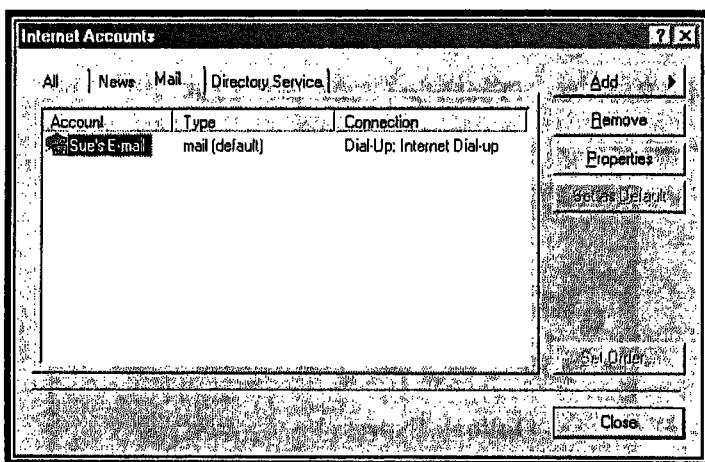 Internet Accounts
All News Mail Directory Service
Add
Account Type Connection
Remove
Sue's E-mail mail (default) Dial-Up: Internet Dial-up
Properties
Set as Default
Set Order...
Close